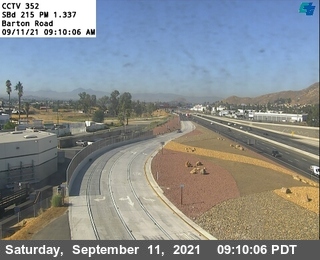 CCTV 352
SBd 215 PM 1.337
Barton Road
09/11/21 09:10:06 AM
Saturday, September 11, 2021 09:10:06 PDT